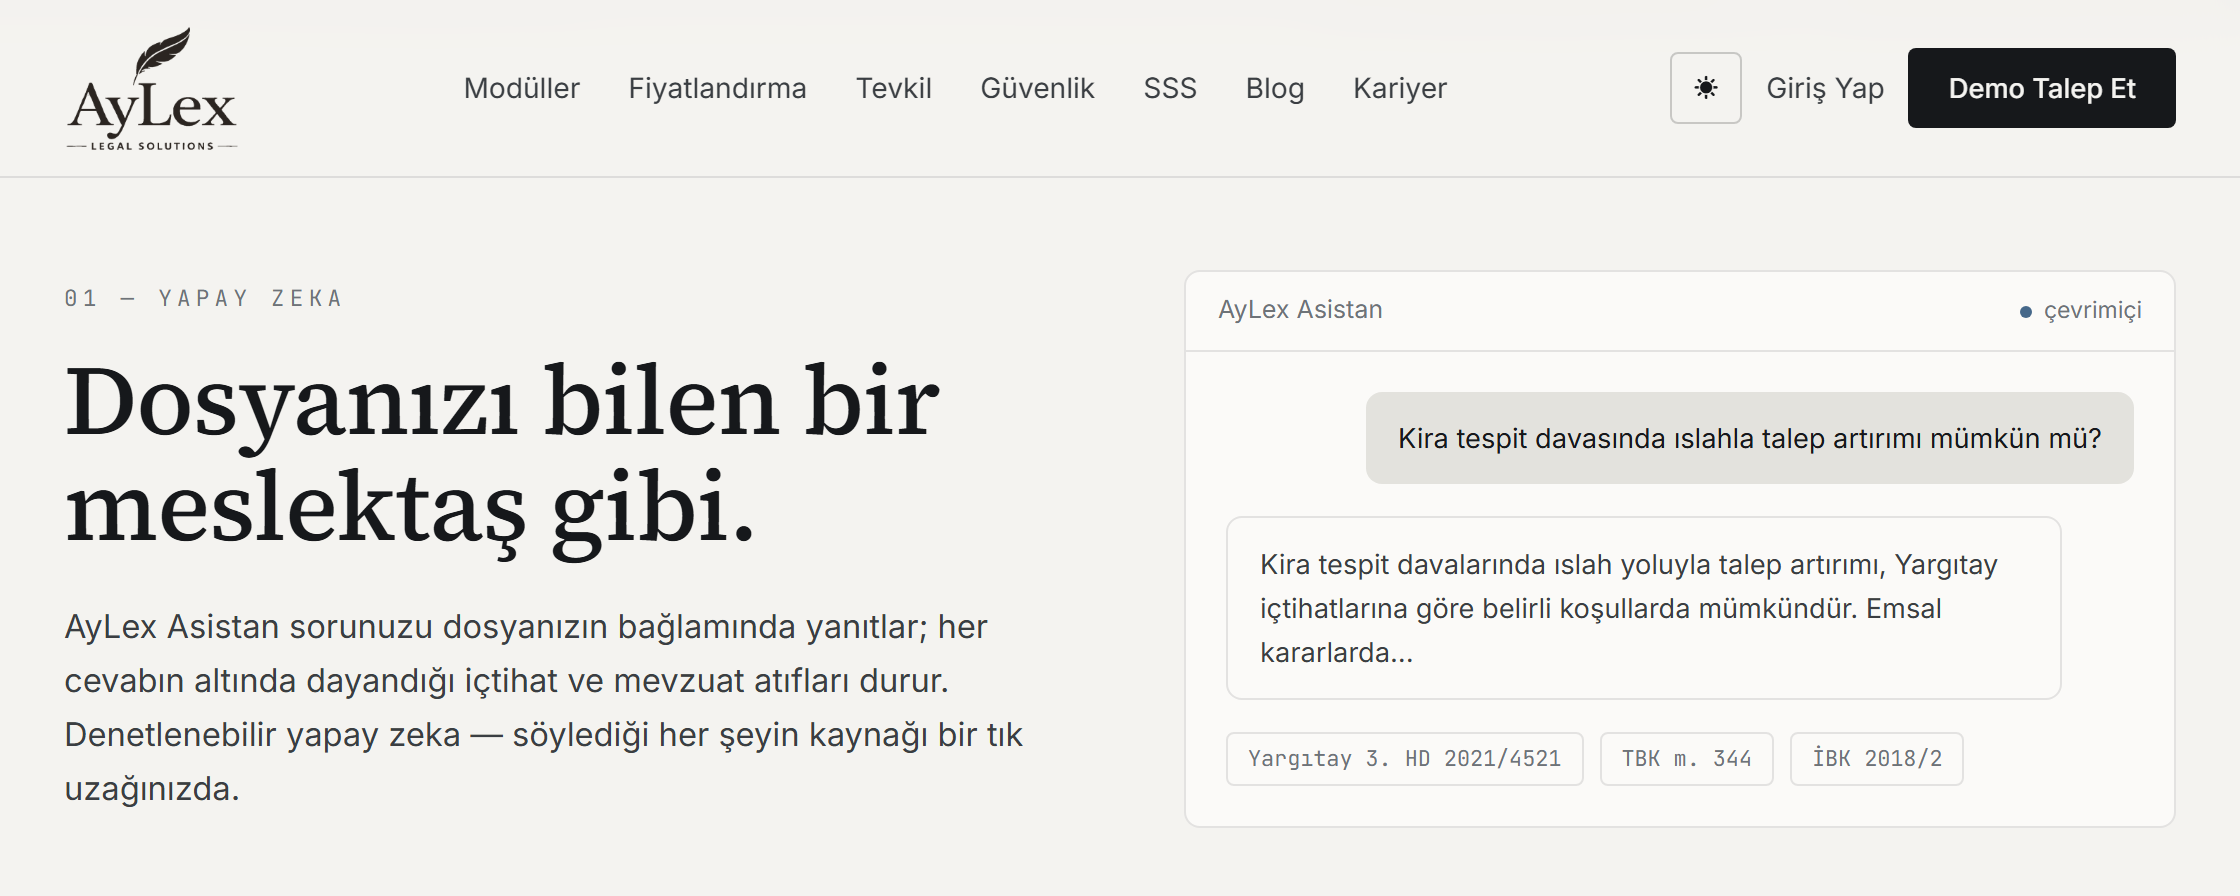 AyLex
LEGAL SOLUTIONS
Modüller
Fiyatlandırma
Tevkil
Güvenlik
SSS
Blog
Kariyer
Giriş Yap
Demo Talep Et
01 — YAPAY ZEKA
Dosyanızı bilen bir
meslektaş gibi.
AyLex Asistan sorunuzu dosyanızın bağlamında yanıtlar; her
cevabın altında dayandığı içtihat ve mevzuat atıfları durur.
Denetlenebilir yapay zeka — söylediği her şeyin kaynağı bir tık
uzağınızda.
AyLex Asistan
çevrimiçi
Kira tespit davasında ıslahla talep artırımı mümkün mü?
Kira tespit davalarında ıslah yoluyla talep artırımı, Yargıtay
içtihatlarına göre belirli koşullarda mümkündür. Emsal
kararlarda...
Yargıtay 3. HD 2021/4521
TBK m. 344
İBK 2018/2